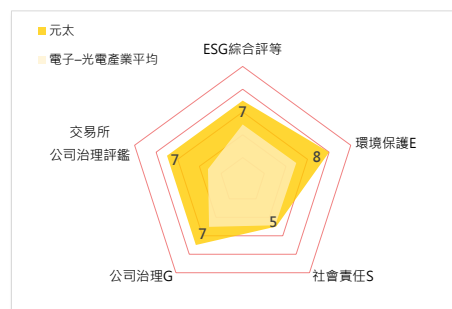 元太
電子–光電產業平均
ESG綜合評等
7
環境保護E
8
社會責任S
5
公司治理G
7
交易所
公司治理評鑑
7